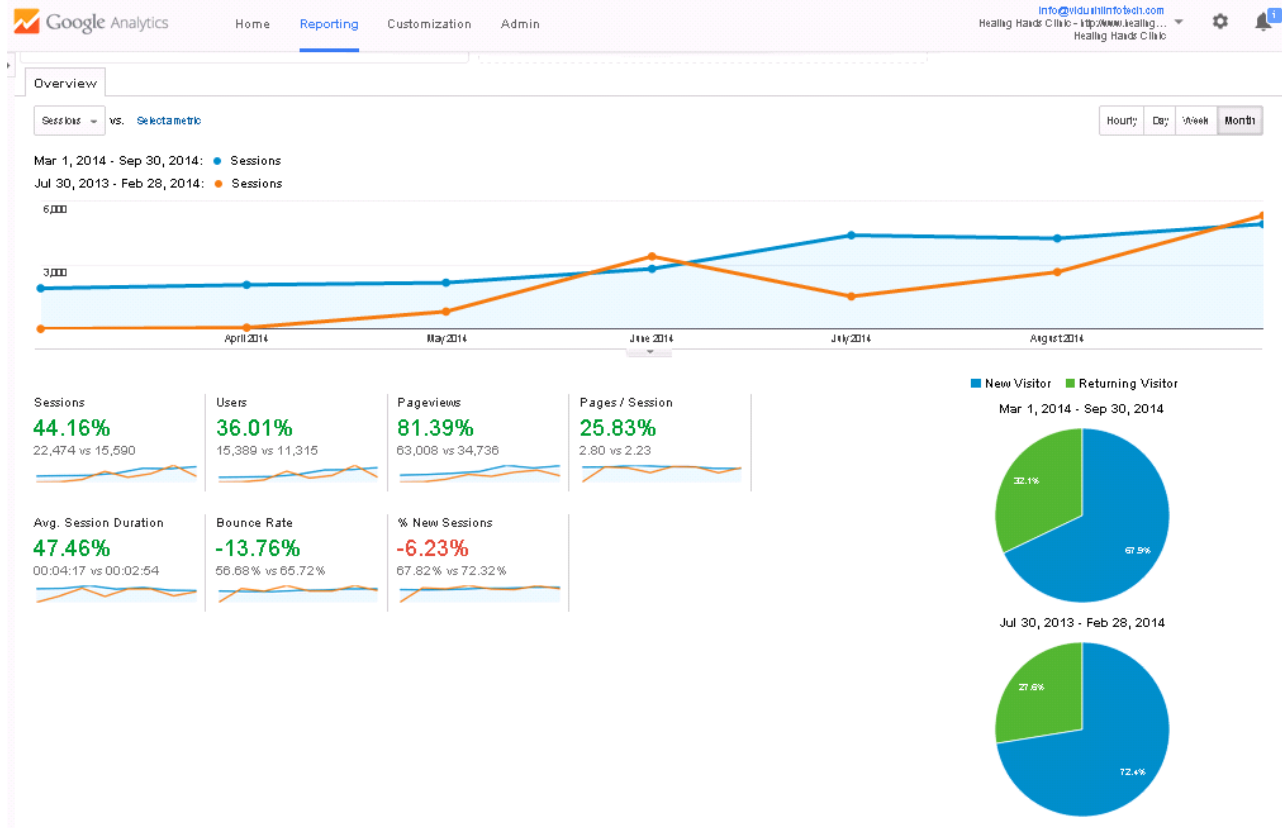 Google Analytics
Home Reporting Customization Admin
Healing Hands Clinic
Overview
Sessions vs. Select a metric
Hourly Day Week Month
Mar 1, 2014 - Sep 30, 2014: Sessions
Jul 30, 2013 - Feb 28, 2014: Sessions
6,000
3,000
April 2014 May 2014 June 2014 July 2014 August 2014
New Visitor Returning Visitor
Mar 1, 2014 - Sep 30, 2014
32.1%
67.9%
Sessions Users Pageviews Pages / Session
44.16% 36.01% 81.39% 25.83%
22,474 vs 15,590 15,389 vs 11,315 63,008 vs 34,736 2.80 vs 2.23
Avg. Session Duration Bounce Rate % New Sessions
47.46% -13.76% -6.23%
00:04:17 vs 00:02:54 56.68% vs 65.72% 67.82% vs 72.32%
Jul 30, 2013 - Feb 28, 2014
27.6%
72.4%